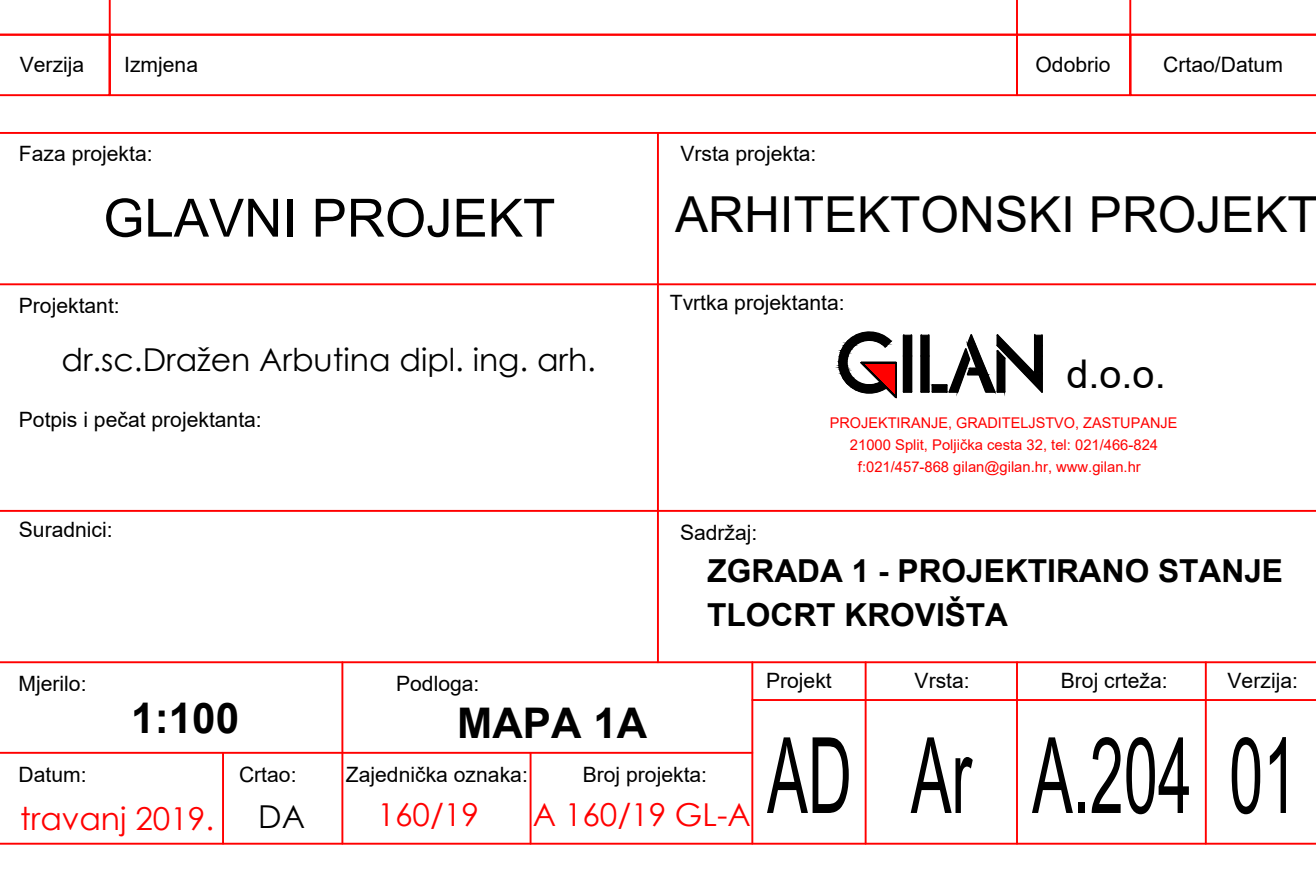 Verzija Izmjena Odobrio Crtao/Datum
Faza projekta:
GLAVNI PROJEKT
Vrsta projekta:
ARHITEKTONSKI PROJEKT
Projektant:
dr.sc.Dražen Arbutina dipl. ing. arh.
Potpis i pečat projektanta:
Tvrtka projektanta:
GILAN d.o.o.
PROJEKTIRANJE, GRADITELJSTVO, ZASTUPANJE
21000 Split, Poljička cesta 32, tel: 021/466-824
f:021/457-868 gilan@gilan.hr, www.gilan.hr
Suradnici:
Sadržaj:
ZGRADA 1 - PROJEKTIRANO STANJE
TLOCRT KROVIŠTA
Mjerilo:
1:100
Podloga:
MAPA 1A
Datum:
travanj 2019.
Crtao:
DA
Zajednička oznaka:
160/19
Broj projekta:
A 160/19 GL-A
Projekt
AD
Vrsta:
Ar
Broj crteža:
A.204
Verzija:
01